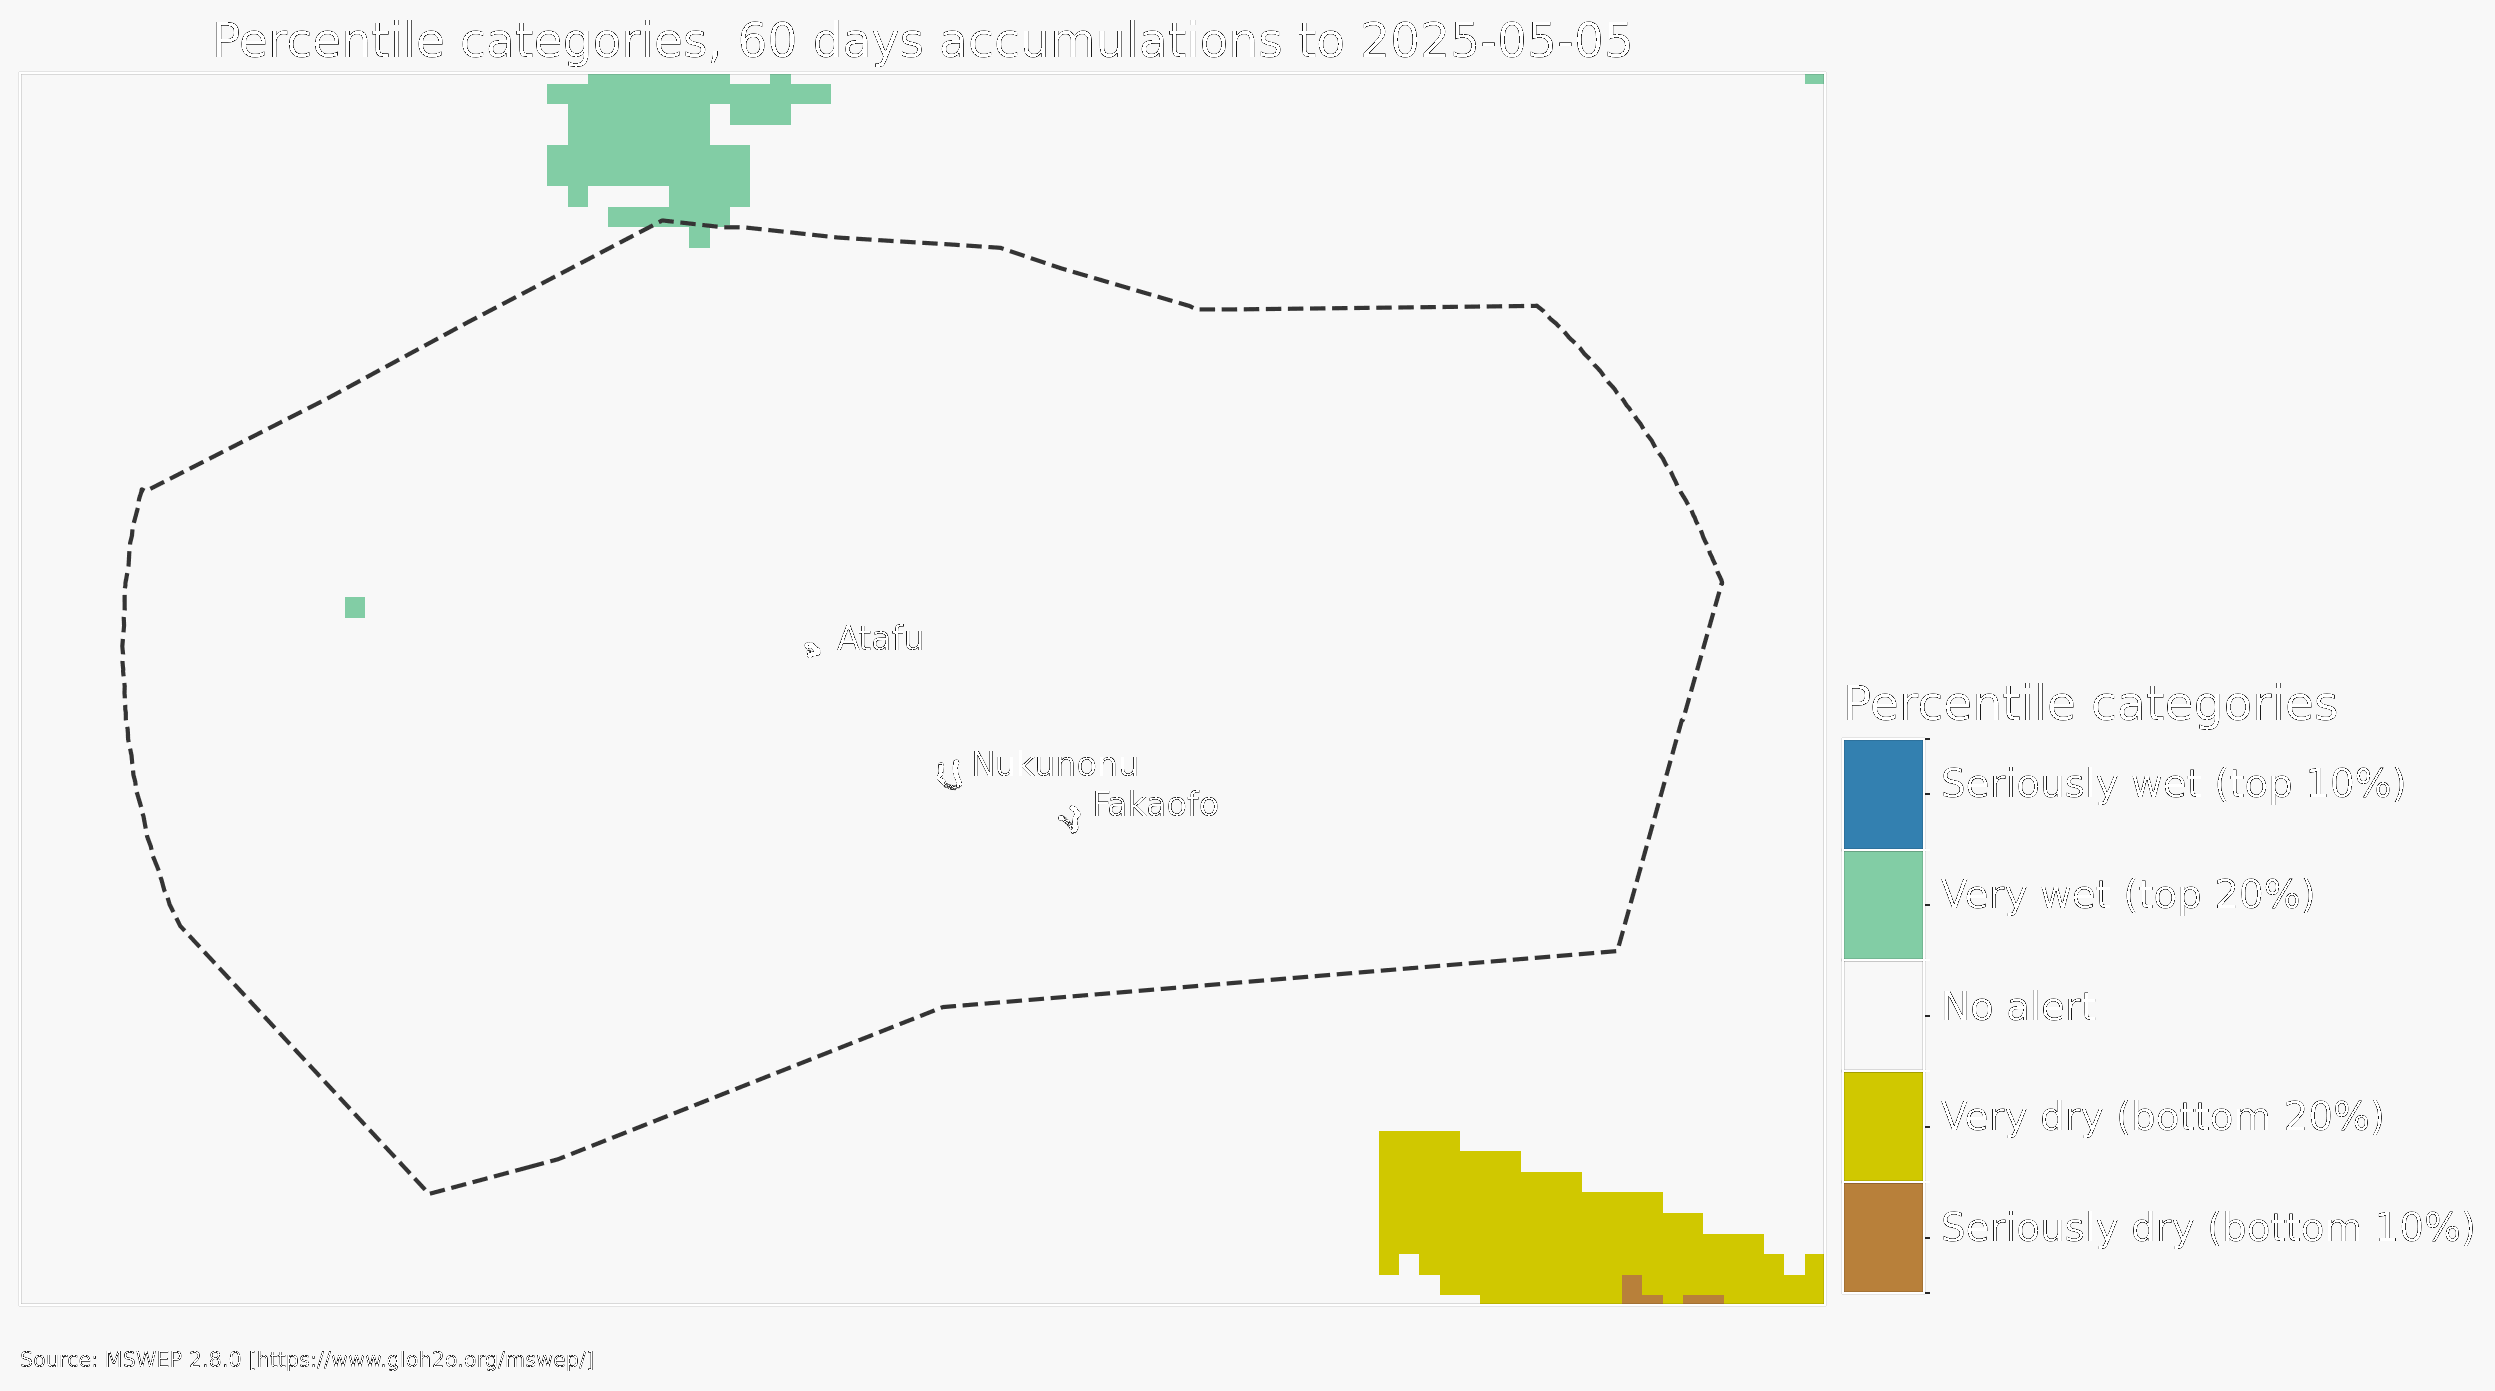 Percentile categories, 60 days accumulations to 2025-05-05
Atafu
Nukunonu
Fakaofo
Percentile categories
Seriously wet (top 10%)
Very wet (top 20%)
No alert
Very dry (bottom 20%)
Seriously dry (bottom 10%)
Source: MSWEP 2.8.0 [https://www.gloh2o.org/mswep/]